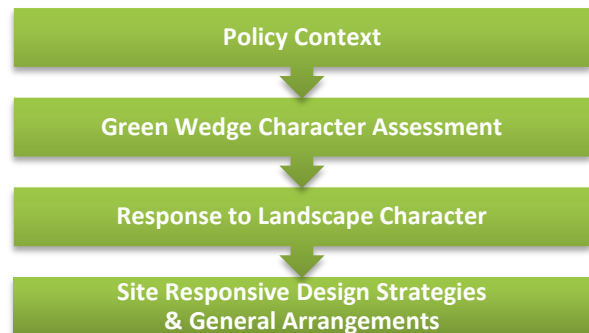 Policy Context
Green Wedge Character Assessment
Response to Landscape Character
Site Responsive Design Strategies
& General Arrangements